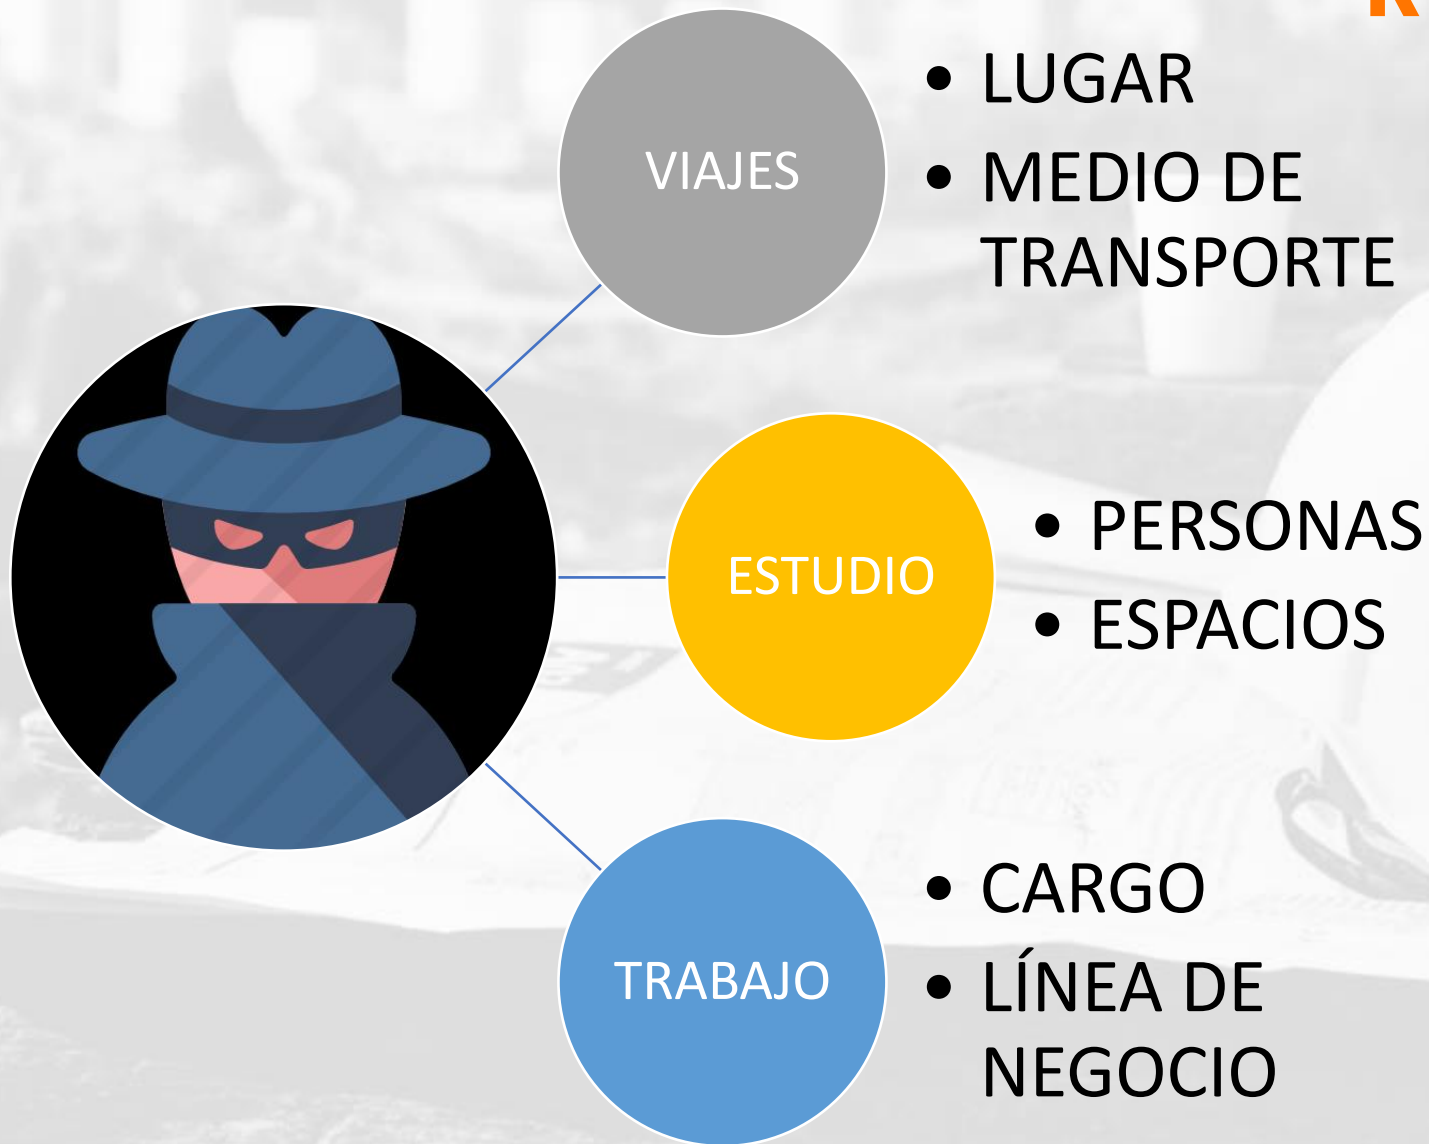 VIAJES
• LUGAR
• MEDIO DE
TRANSPORTE
ESTUDIO
• PERSONAS
• ESPACIOS
TRABAJO
• CARGO
• LÍNEA DE
NEGOCIO